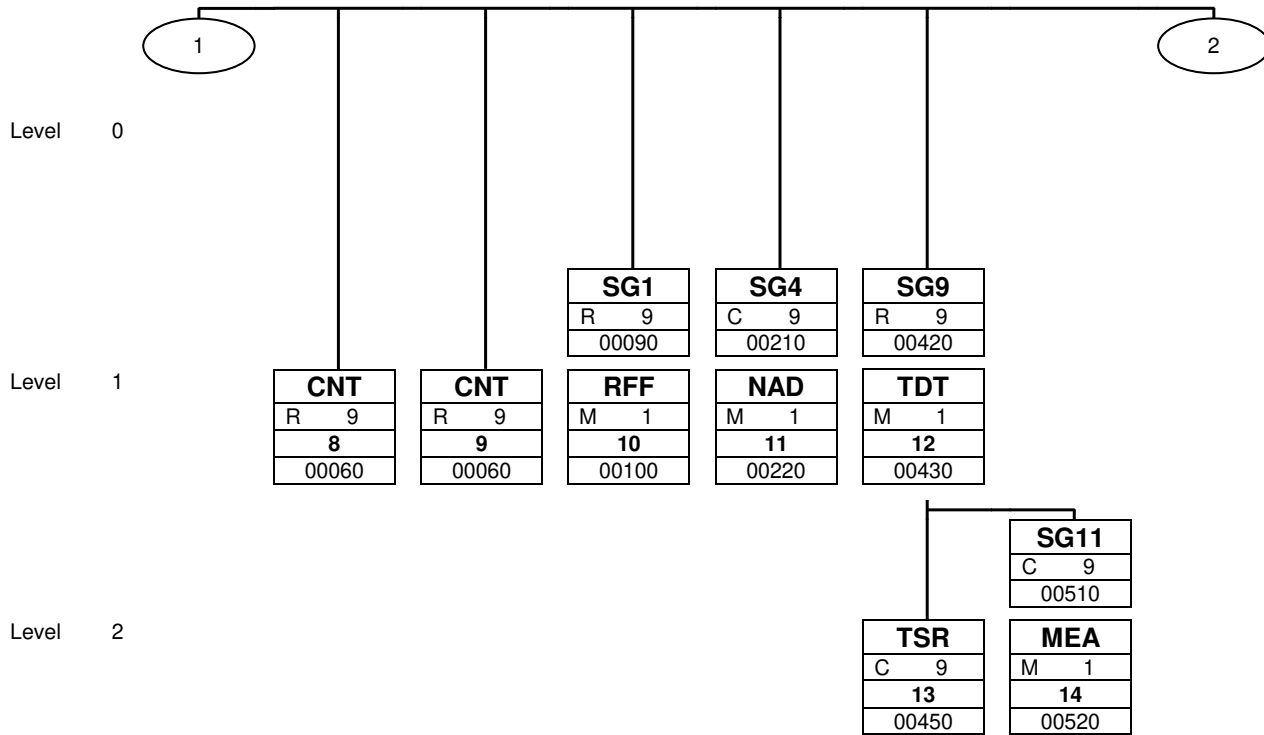 1 2
Level 0
SG1 SG4 SG9
R 9 C 9 R 9
00090 00210 00420
Level 1
CNT CNT RFF NAD TDT
R 9 R 9 M 1 M 1 M 1
8 9 10 11 12
00060 00060 00100 00220 00430
SG11
C 9
00510
Level 2
TSR MEA
C 9 M 1
13 14
00450 00520